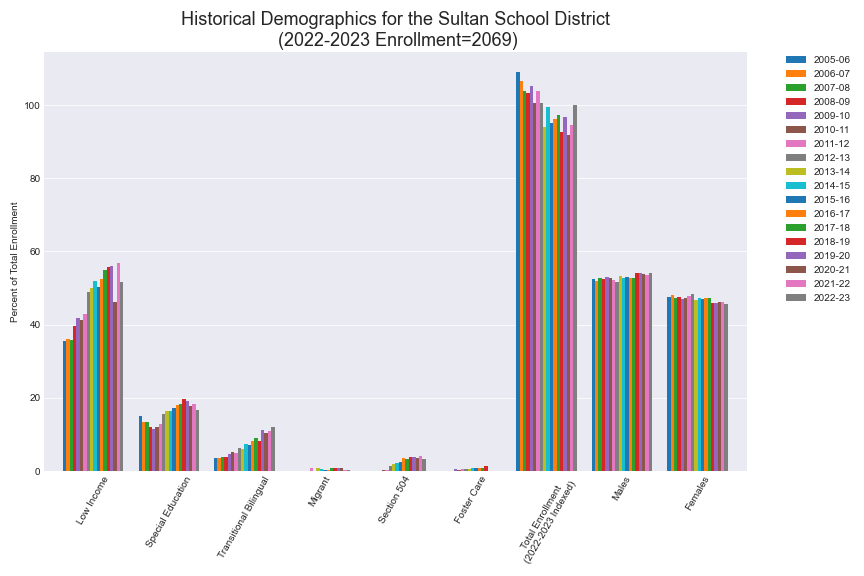 Historical Demographics for the Sultan School District
(2022-2023 Enrollment=2069)
Percent of Total Enrollment
100
80
60
40
20
0
Low Income
Special Education
Transitional Bilingual
Migrant
Section 504
Foster Care
Total Enrollment
(2022-2023 Indexed)
Males
Females
2005-06
2006-07
2007-08
2008-09
2009-10
2010-11
2011-12
2012-13
2013-14
2014-15
2015-16
2016-17
2017-18
2018-19
2019-20
2020-21
2021-22
2022-23